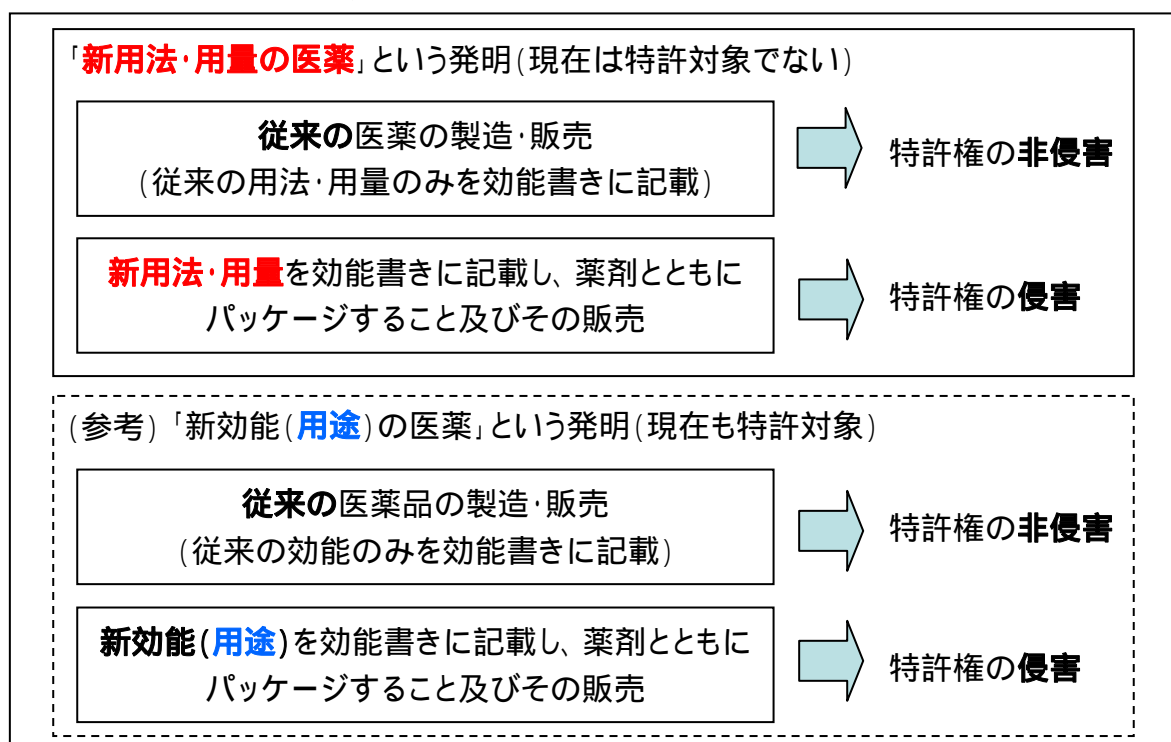 「新用法・用量の医薬」という発明(現在は特許対象でない)
従来の医薬の製造・販売
(従来の用法・用量のみを効能書きに記載)
特許権の非侵害
新用法・用量を効能書きに記載し、薬剤とともに
パッケージすること及びその販売
特許権の侵害
(参考)「新効能(用途)の医薬」という発明(現在も特許対象)
従来の医薬品の製造・販売
(従来の効能のみを効能書きに記載)
特許権の非侵害
新効能(用途)を効能書きに記載し、薬剤とともに
パッケージすること及びその販売
特許権の侵害